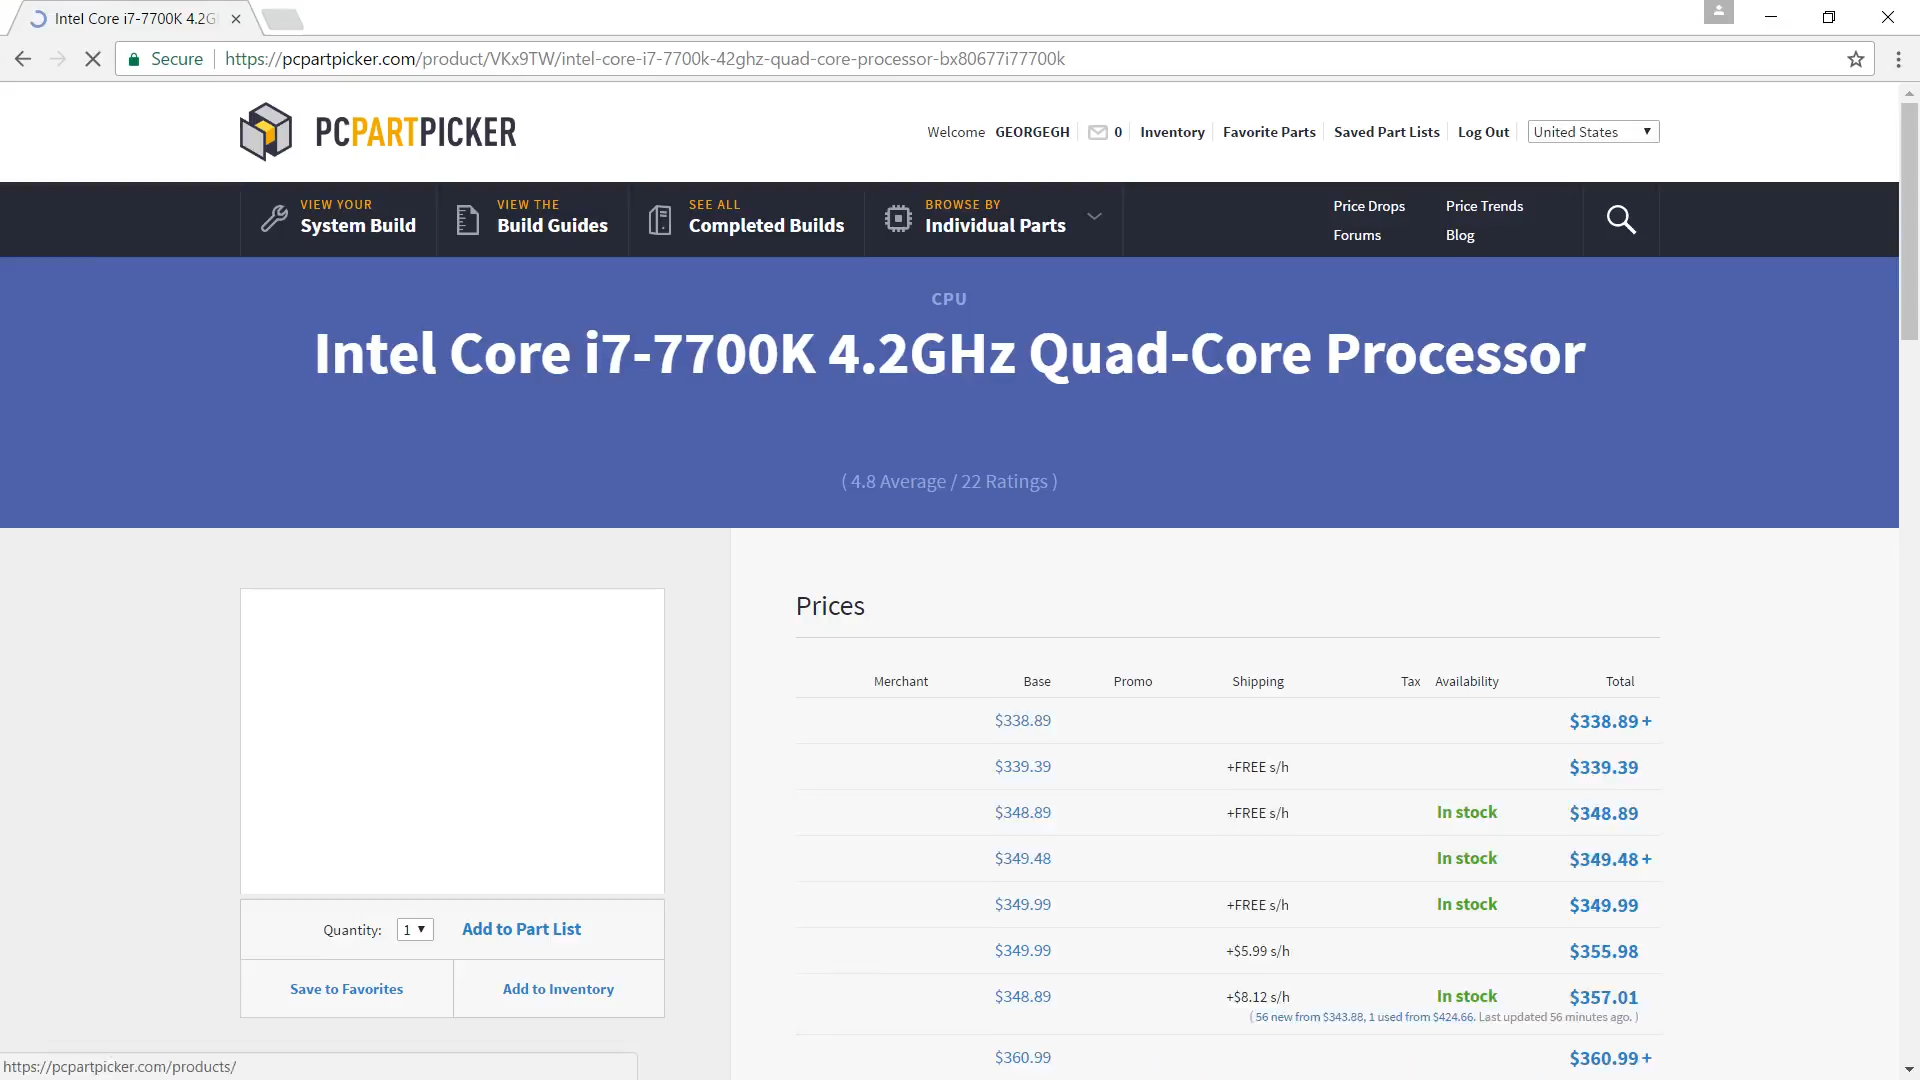 Intel Core i7-7700K 4.2G
Secure https://pcpartpicker.com/product/VKx9TW/intel-core-i7-7700k-42ghz-quad-core-processor-bx80677i77700k
PCPARTPICKER
Welcome GEORGEGH 0 Inventory Favorite Parts Saved Part Lists Log Out United States
VIEW YOUR
System Build
VIEW THE
Build Guides
SEE ALL
Completed Builds
BROWSE BY
Individual Parts
Price Drops Price Trends
Forums Blog
CPU
Intel Core i7-7700K 4.2GHz Quad-Core Processor
( 4.8 Average / 22 Ratings )
Quantity: 1 Add to Part List
Save to Favorites Add to Inventory
Prices
Merchant Base Promo Shipping Tax Availability Total
$338.89 $338.89 +
$339.39 +FREE s/h $339.39
$348.89 +FREE s/h In stock $348.89
$349.48 In stock $349.48 +
$349.99 +FREE s/h In stock $349.99
$349.99 +$5.99 s/h $355.98
$348.89 +$8.12 s/h In stock $357.01
( 56 new from $343.88, 1 used from $424.66. Last updated 56 minutes ago. )
$360.99 $360.99 +
https://pcpartpicker.com/products/